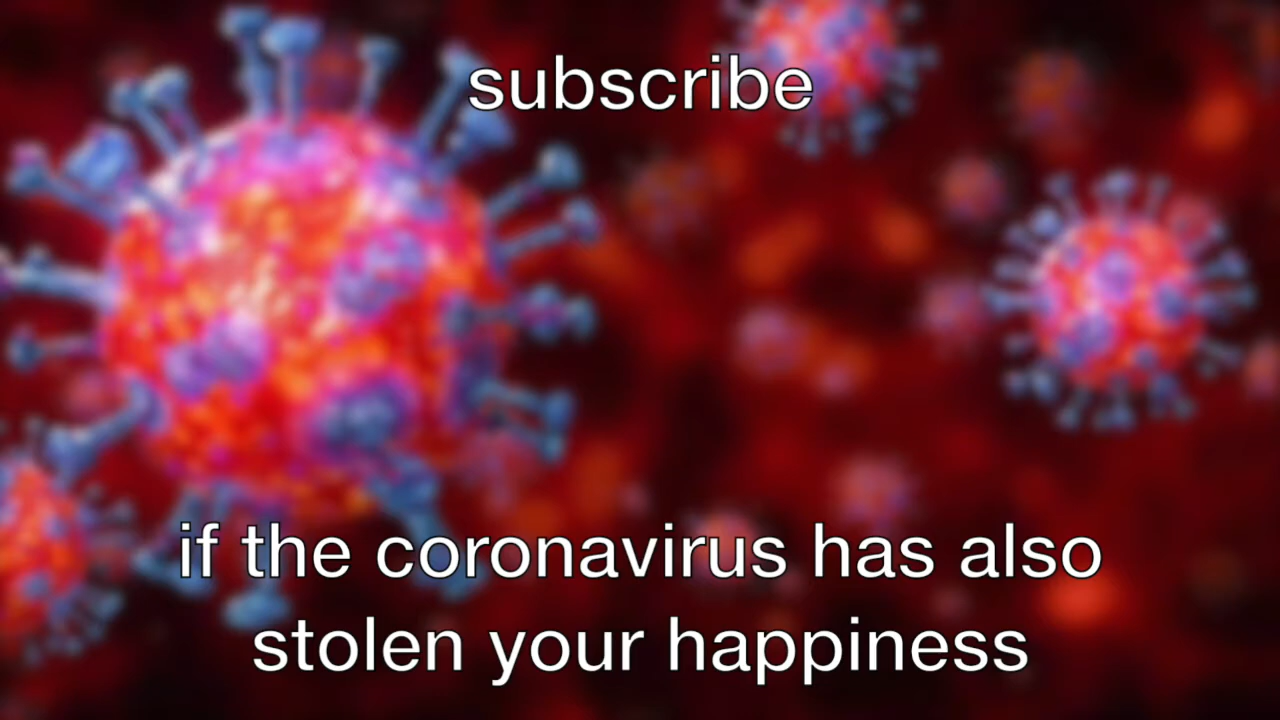 subscribe
if the coronavirus has also
stolen your happiness